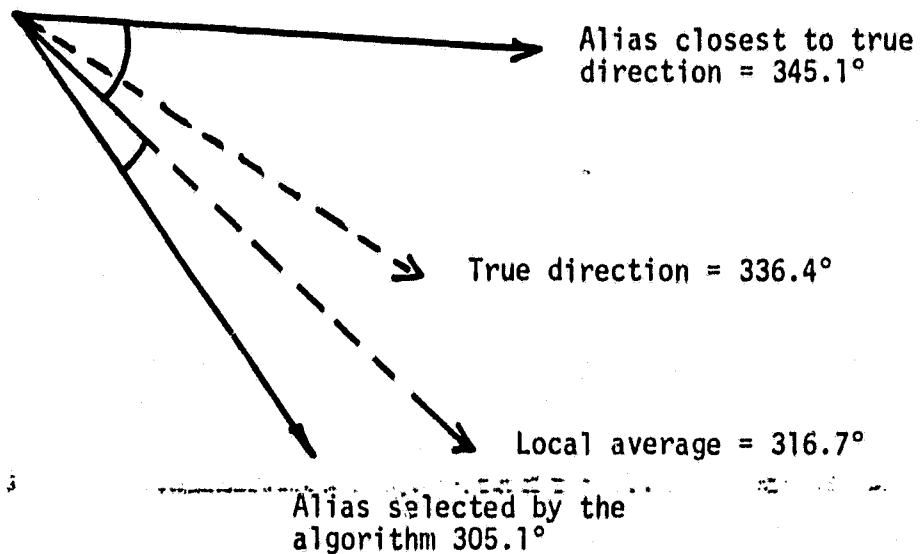 Alias closest to true
direction = 345.1°
True direction = 336.4°
Local average = 316.7°
Alias selected by the
algorithm 305.1°